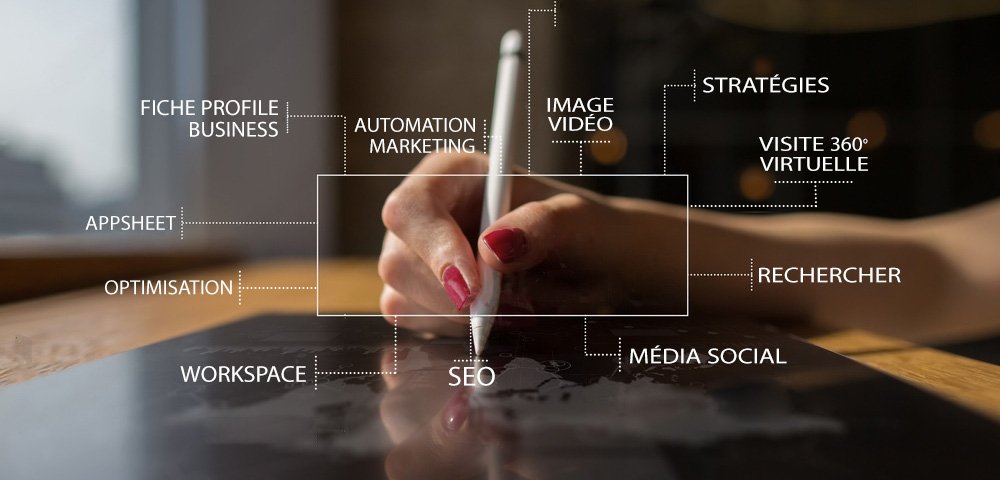 FICHE PROFILE
BUSINESS
AUTOMATION
MARKETING
IMAGE
VIDÉO
STRATÉGIES
VISITE 360°
VIRTUELLE
APPSHEET
OPTIMISATION
RECHERCHER
WORKSPACE
SEO
MÉDIA SOCIAL